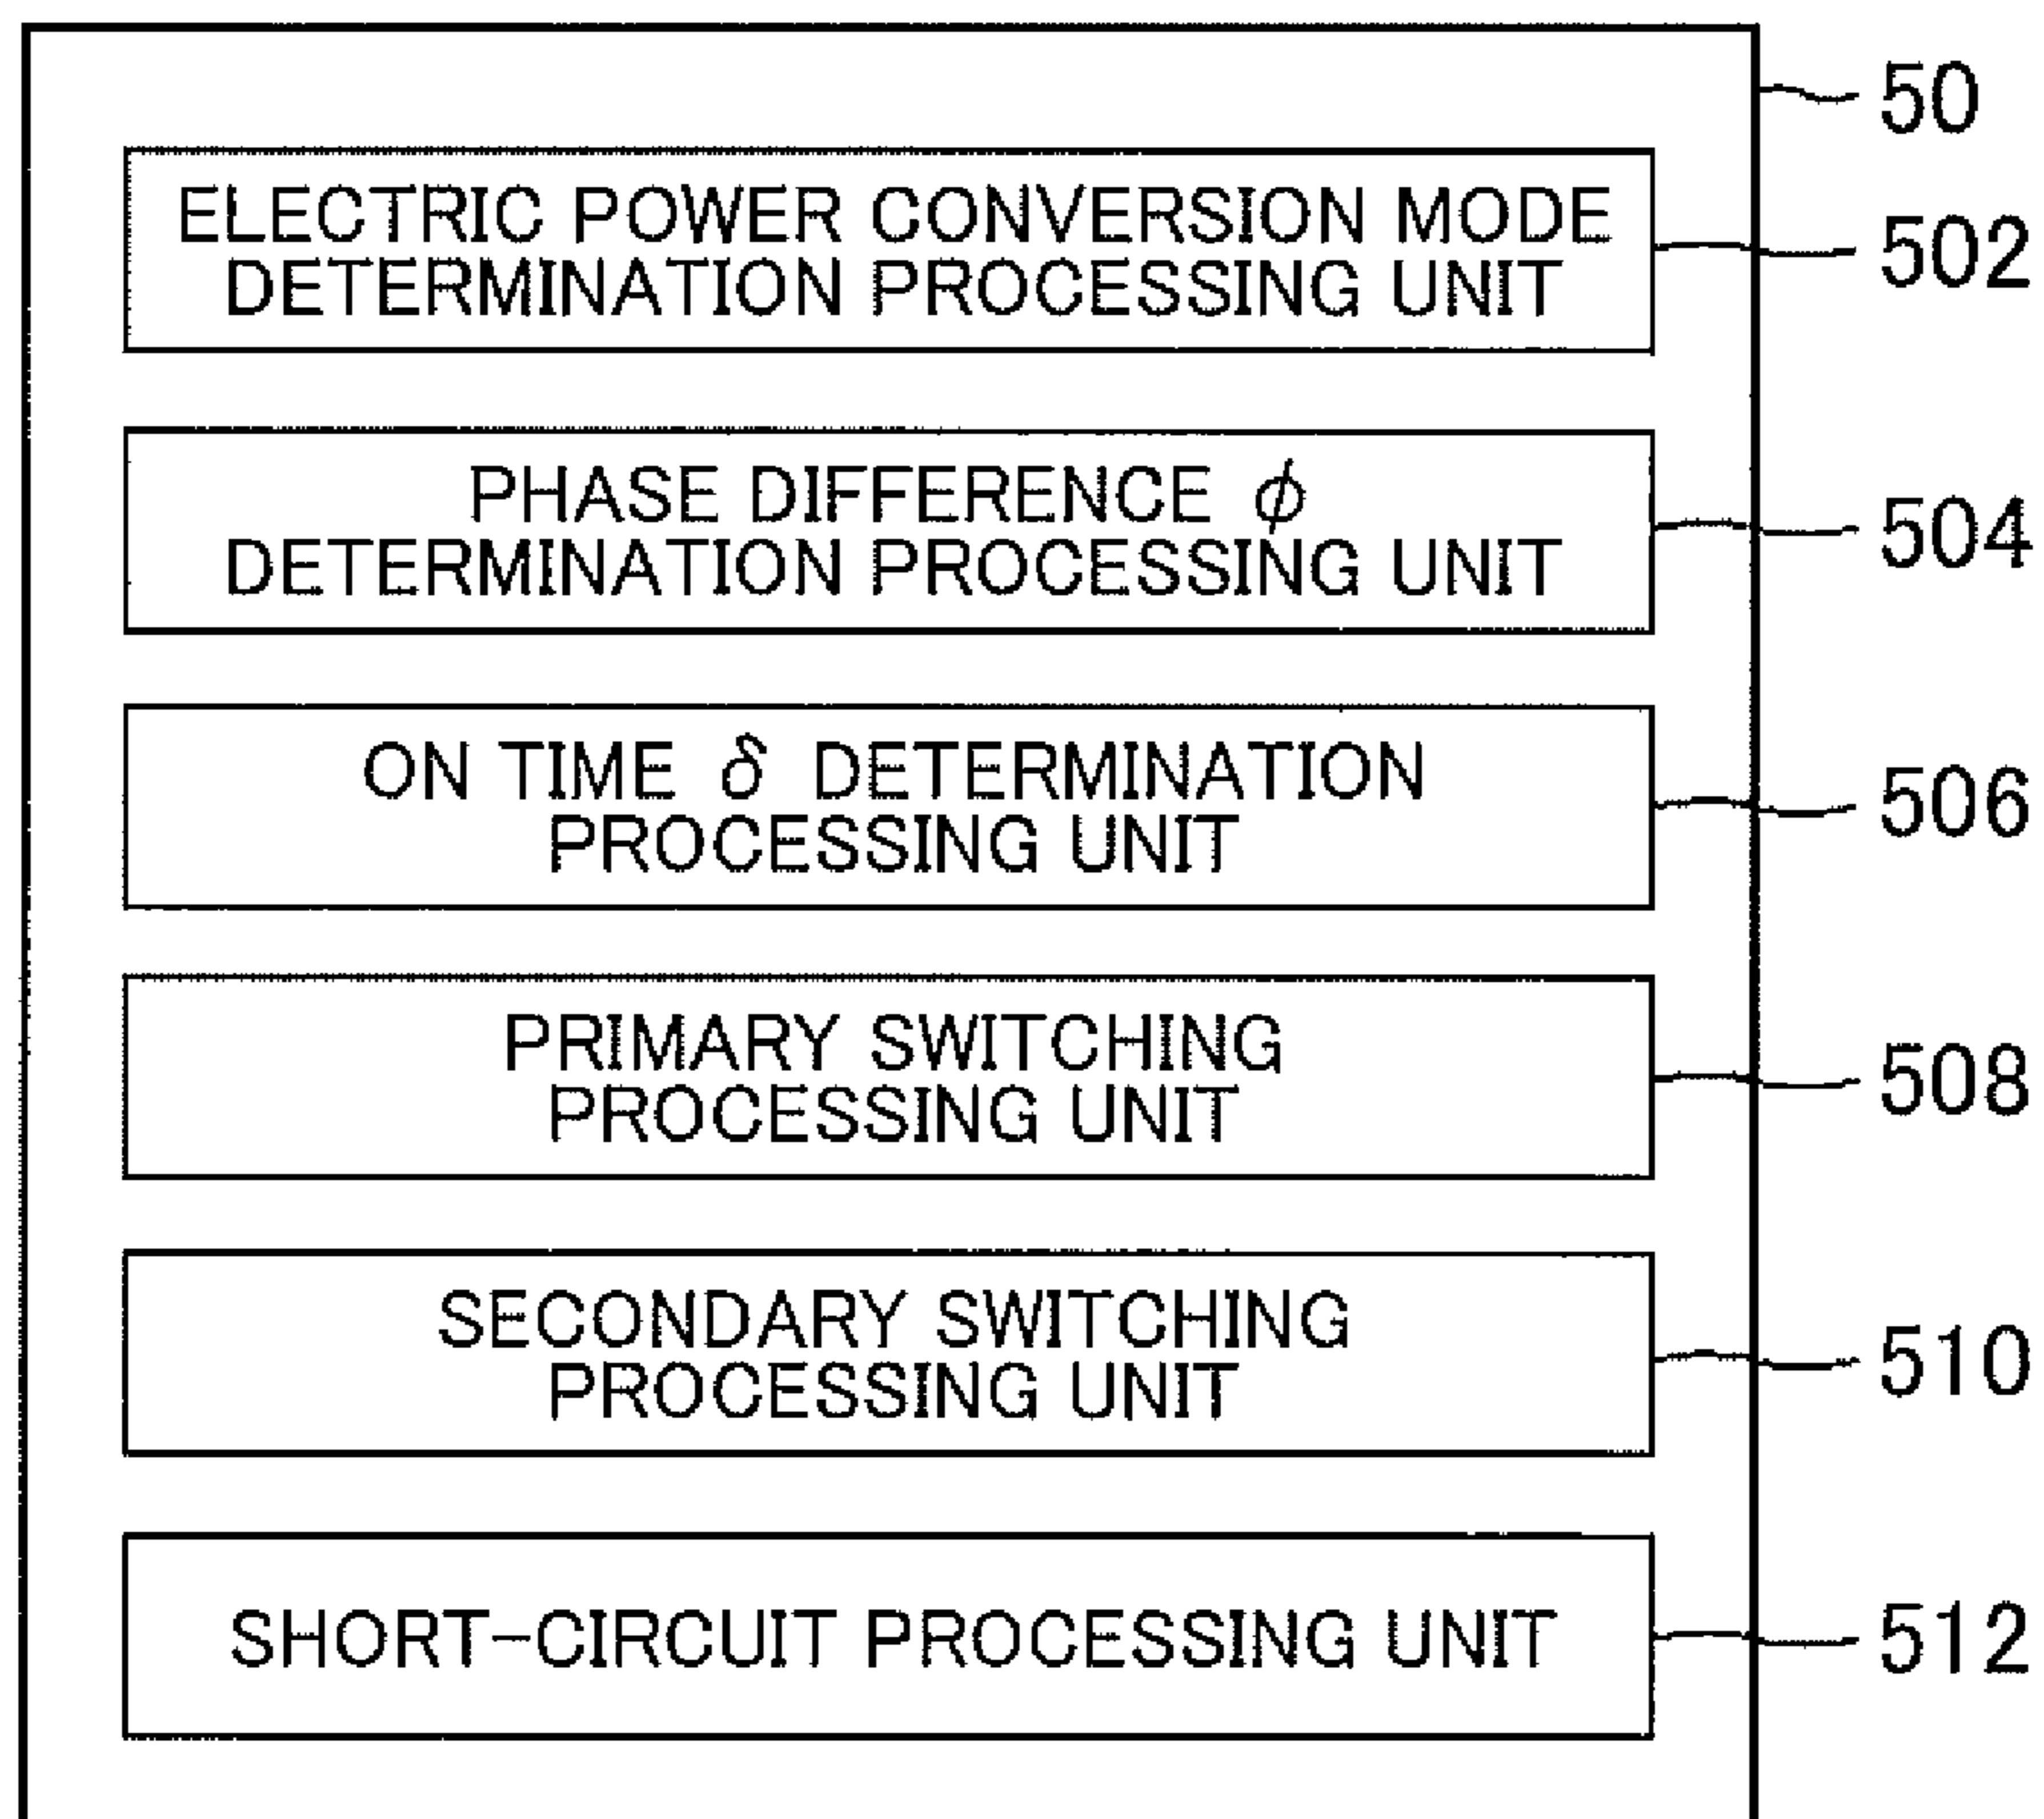 50
ELECTRIC POWER CONVERSION MODE
DETERMINATION PROCESSING UNIT
502
PHASE DIFFERENCE ϕ
DETERMINATION PROCESSING UNIT
504
ON TIME δ DETERMINATION
PROCESSING UNIT
506
PRIMARY SWITCHING
PROCESSING UNIT
508
SECONDARY SWITCHING
PROCESSING UNIT
510
SHORT-CIRCUIT PROCESSING UNIT
512